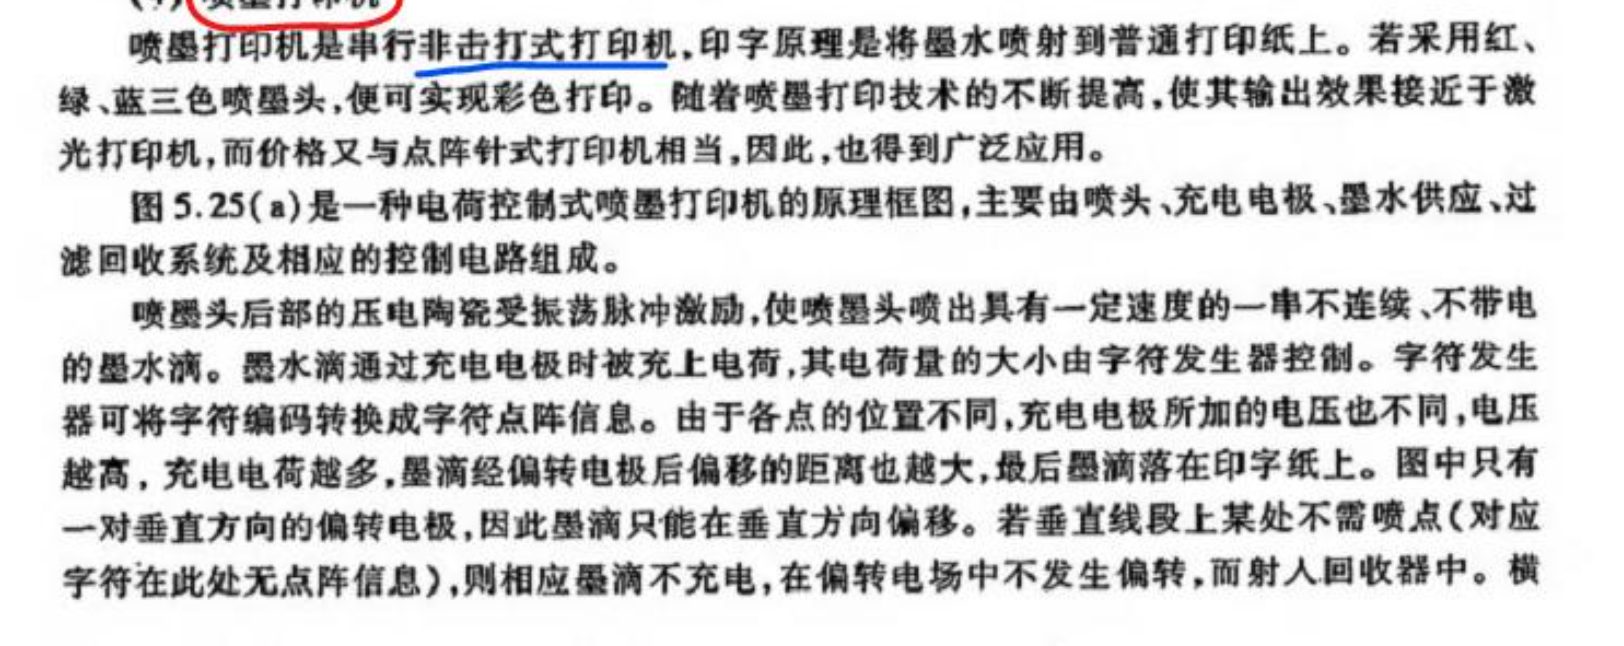 喷墨打印机是串行非击打式打印机,印字原理是将墨水喷射到普通打印纸上。若采用红、
绿、蓝三色喷墨头,便可实现彩色打印。随着喷墨打印技术的不断提高,使其输出效果接近于激
光打印机,而价格又与点阵针式打印机相当,因此,也得到广泛应用。
图5.25(a)是一种电荷控制式喷墨打印机的原理框图,主要由喷头、充电电极、墨水供应、过
滤回收系统及相应的控制电路组成。
喷墨头后部的压电陶瓷受振荡脉冲激励,使喷墨头喷出具有一定速度的一串不连续、不带电
的墨水滴。墨水滴通过充电电极时被充上电荷,其电荷量的大小由字符发生器控制。字符发生
器可将字符编码转换成字符点阵信息。由于各点的位置不同,充电电极所加的电压也不同,电压
越高,充电电荷越多,墨滴经偏转电极后偏移的距离也越大,最后墨滴落在印字纸上。图中只有
一对垂直方向的偏转电极,因此墨滴只能在垂直方向偏移。若垂直线段上某处不需喷点(对应
字符在此处无点阵信息),则相应墨滴不充电,在偏转电场中不发生偏转,而射人回收器中。横